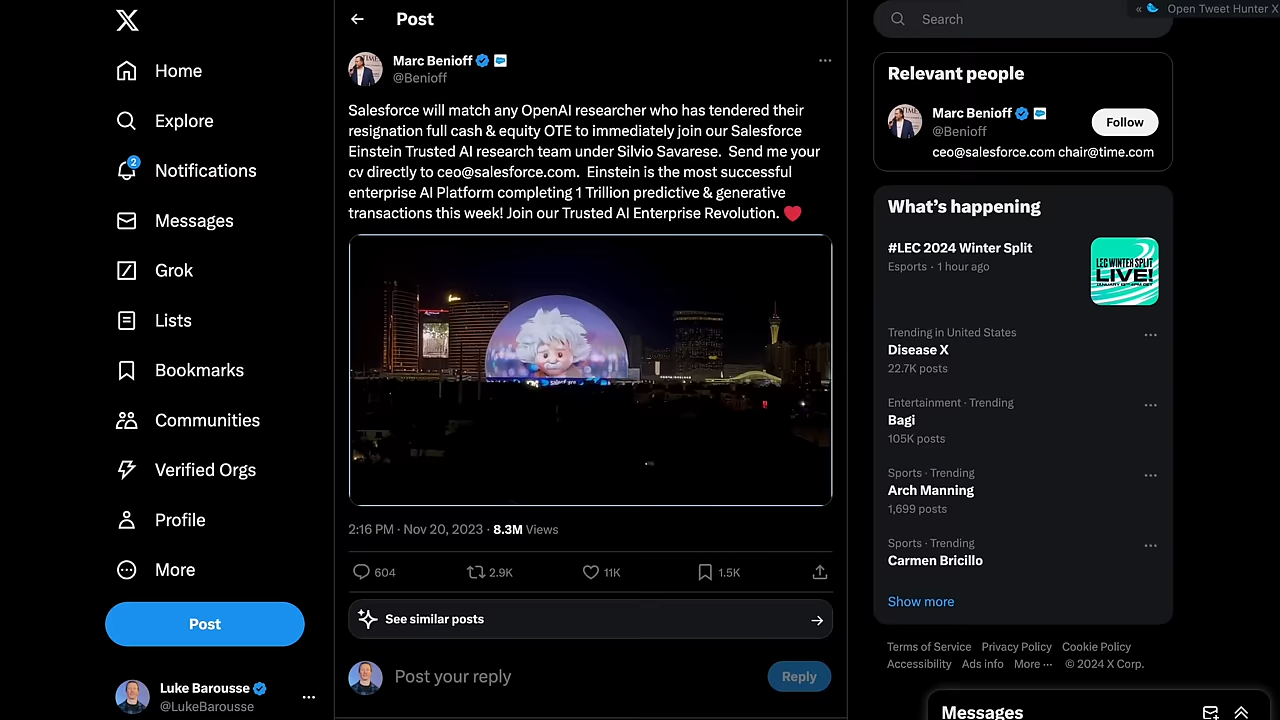 Home
Explore
2
Notifications
Messages
Grok
Lists
Bookmarks
Communities
Verified Orgs
Profile
More
Post
Luke Barousse
@LukeBarousse
Post
Marc Benioff
@Benioff
Salesforce will match any OpenAI researcher who has tendered their
resignation full cash & equity OTE to immediately join our Salesforce
Einstein Trusted AI research team under Silvio Savarese.  Send me your
cv directly to ceo@salesforce.com.  Einstein is the most successful
enterprise AI Platform completing 1 Trillion predictive & generative
transactions this week! Join our Trusted AI Enterprise Revolution. ❤️
salesforce
2:16 PM · Nov 20, 2023 · 8.3M Views
604 2.9K 11K 1.5K
See similar posts
Post your reply
Reply
« Open Tweet Hunter X
Search
Relevant people
Marc Benioff
@Benioff
Follow
ceo@salesforce.com chair@time.com
What's happening
#LEC 2024 Winter Split
Esports · 1 hour ago
LEC WINTER SPLIT
LIVE!
Trending in United States
Disease X
22.7K posts
Entertainment · Trending
Bagi
105K posts
Sports · Trending
Arch Manning
1,699 posts
Sports · Trending
Carmen Bricillo
Show more
Terms of Service Privacy Policy Cookie Policy
Accessibility Ads info More ··· © 2024 X Corp.
Messages